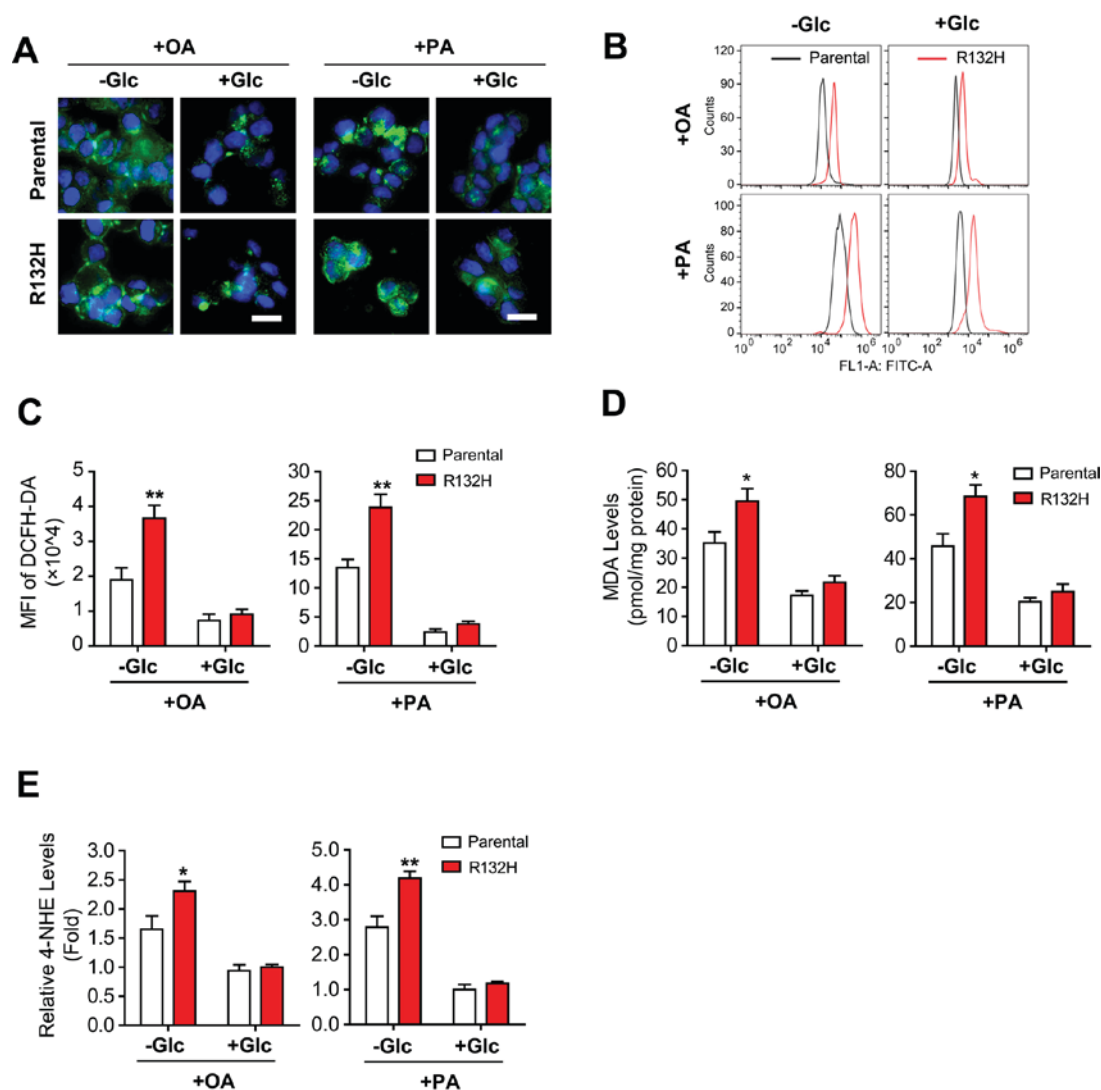 A
+OA
+PA
-Glc
+Glc
-Glc
+Glc
Parental
R132H
B
-Glc
+Glc
Parental
R132H
+OA
Counts
120
90
60
30
0
+PA
Counts
120
100
80
60
40
20
0
10^0
10^2
10^4
10^6
10^0
10^2
10^4
10^6
FL1-A: FITC-A
C
MFI of DCFH-DA
(×10^4)
5
4
3
2
1
0
**
-Glc
+Glc
+OA
30
25
20
15
10
5
0
**
-Glc
+Glc
+PA
Parental
R132H
D
MDA Levels
(pmol/mg protein)
60
50
40
30
20
10
0
*
-Glc
+Glc
+OA
80
60
40
20
0
*
-Glc
+Glc
+PA
Parental
R132H
E
Relative 4-NHE Levels
(Fold)
3.0
2.5
2.0
1.5
1.0
0.5
0.0
*
-Glc
+Glc
+OA
5.0
4.0
3.0
2.0
1.0
0.0
**
-Glc
+Glc
+PA
Parental
R132H